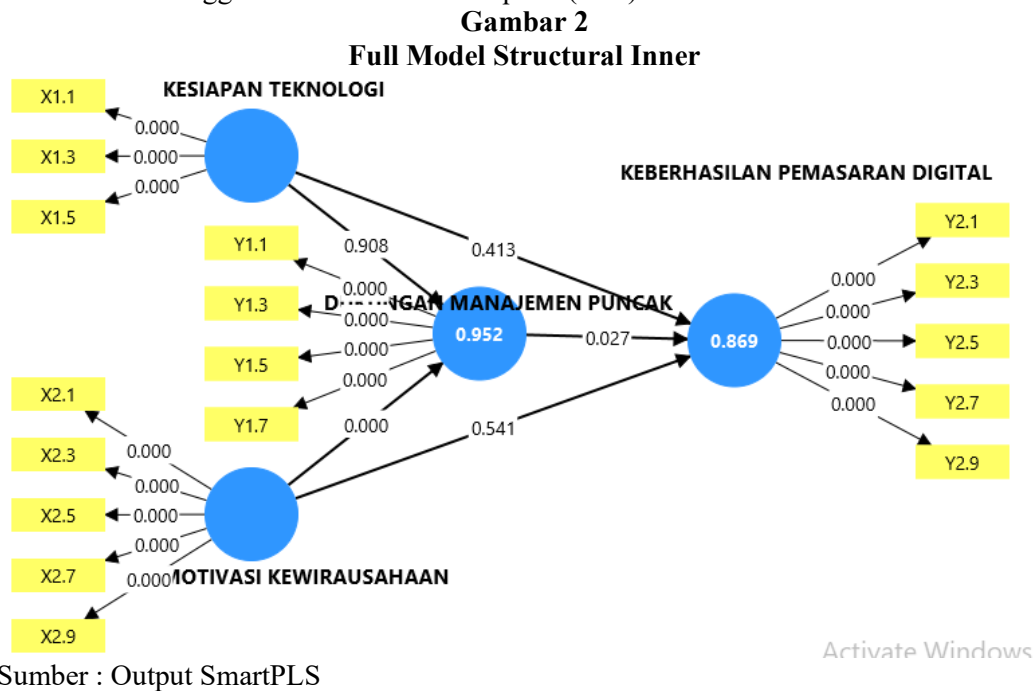 Gambar 2
Full Model Structural Inner
KESIAPAN TEKNOLOGI
X1.1
0.000
X1.3
0.000
0.000
X1.5
KEBERHASILAN PEMASARAN DIGITAL
Y1.1
0.908
0.413
Y2.1
0.000
0.000
Y2.3
Y1.3
MANAJEMEN PUNCAK
0.000
0.000
0.952
0.027
0.869
0.000
Y2.5
Y1.5
0.000
0.000
0.000
Y2.7
X2.1
0.000
Y1.7
0.000
0.541
0.000
Y2.9
X2.3
0.000
0.000
X2.5
0.000
0.000
X2.7
0.000
MOTIVASI KEWIRAUSAHAAN
X2.9
Activate Windows
Sumber : Output SmartPLS